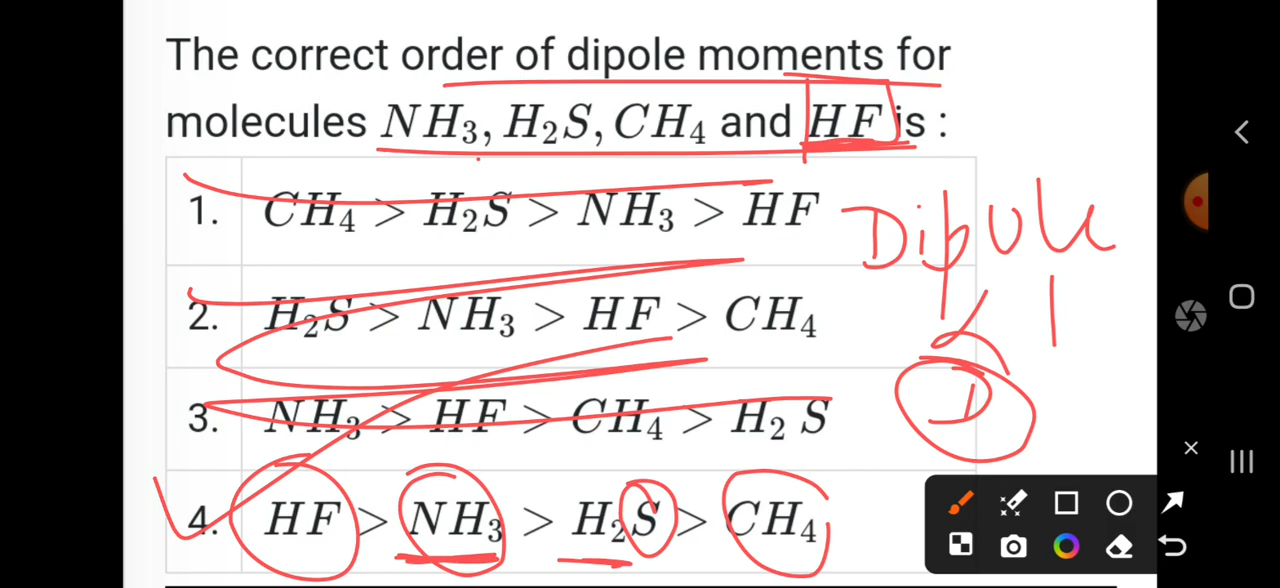 The correct order of dipole moments for
molecules NH₃, H₂S, CH₄ and HF is :
1. CH₄ > H₂S > NH₃ > HF
2. H₂S > NH₃ > HF > CH₄
3. NH₃ > HF > CH₄ > H₂ S
4. HF > NH₃ > H₂S > CH₄
Dipole
D